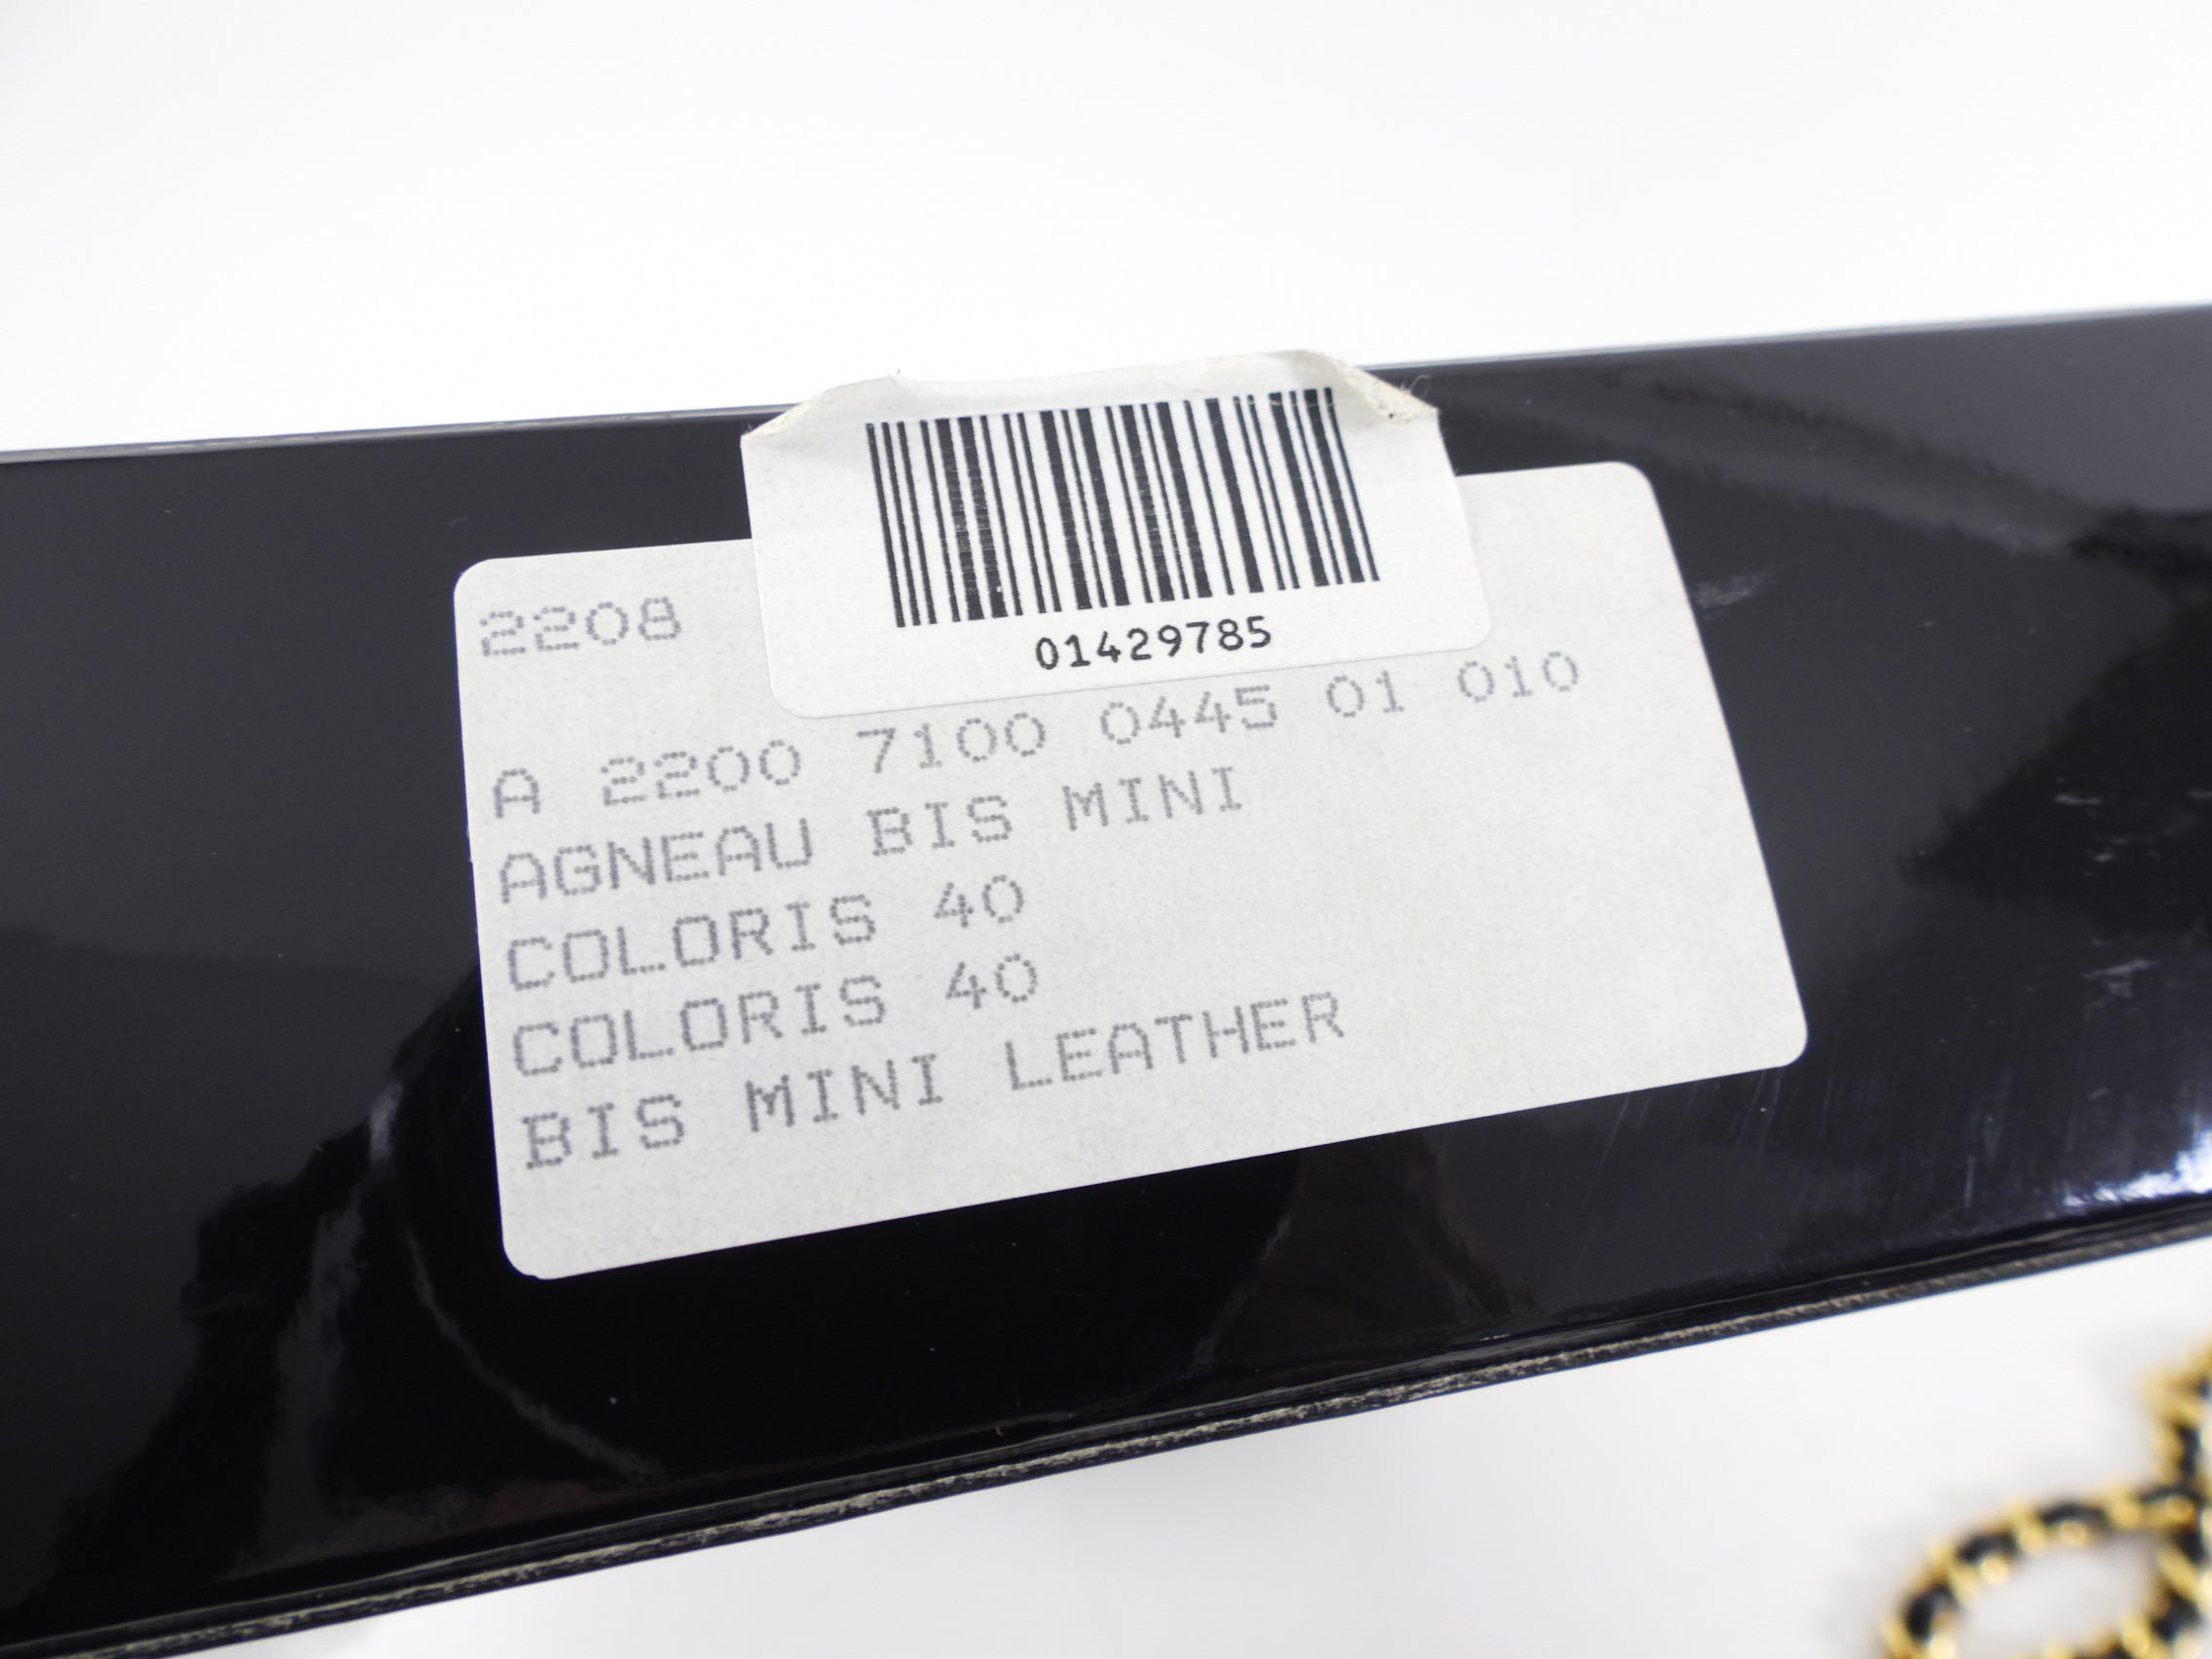 01429785
2208
A 2200 7100 0445 01 010
AGNEAU BIS MINI
COLORIS 40
COLORIS 40
BIS MINI LEATHER